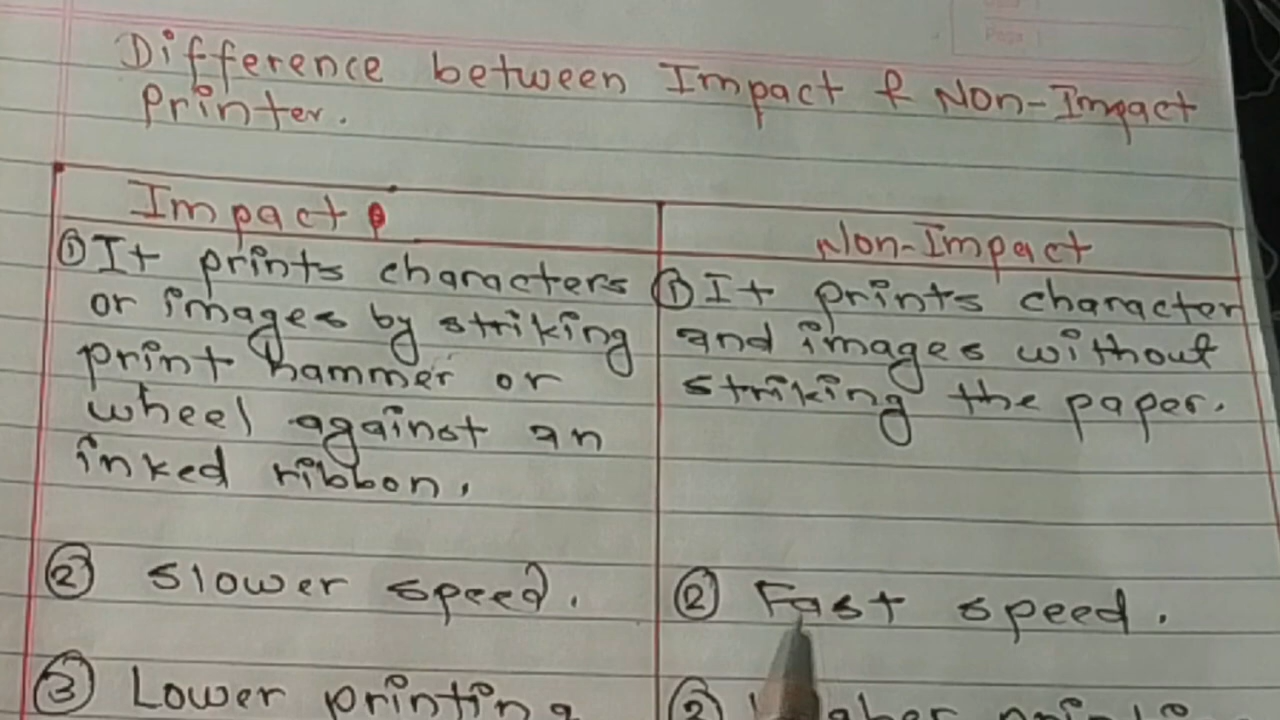 Difference between Impact & Non-Impact
Printer.
Impact
Non-Impact
① It prints characters
or images by striking
print hammer or
wheel against an
inked ribbon.
① It prints character
and images without
striking the paper.
② Slower speed.
② Fast speed.
③ Lower printing